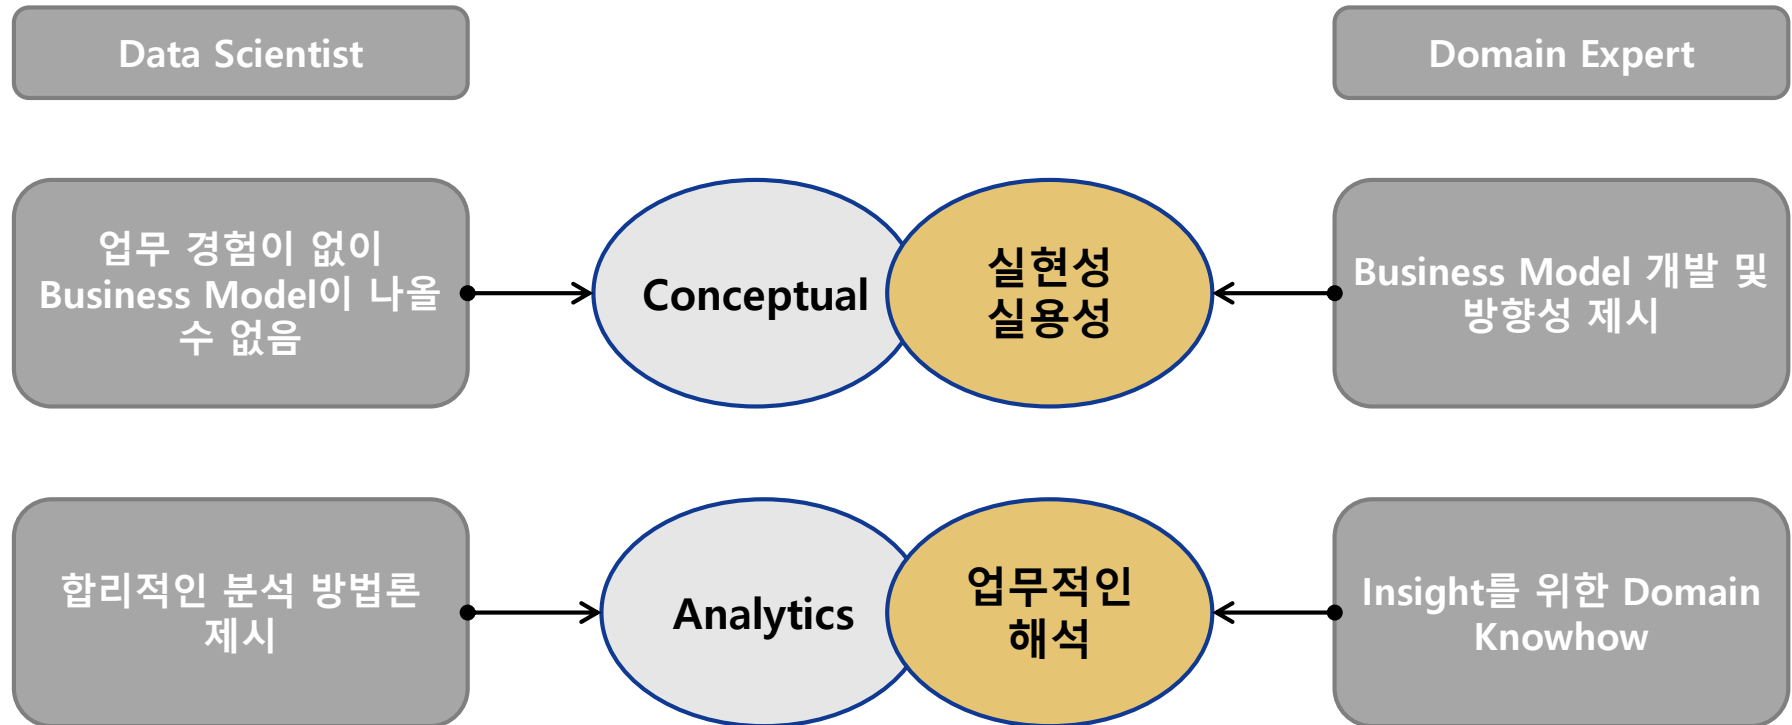 Data Scientist
Domain Expert
업무 경험이 없이
Business Model이 나올
수 없음
Conceptual
실현성
실용성
Business Model 개발 및
방향성 제시
합리적인 분석 방법론
제시
Analytics
업무적인
해석
Insight를 위한 Domain
Knowhow